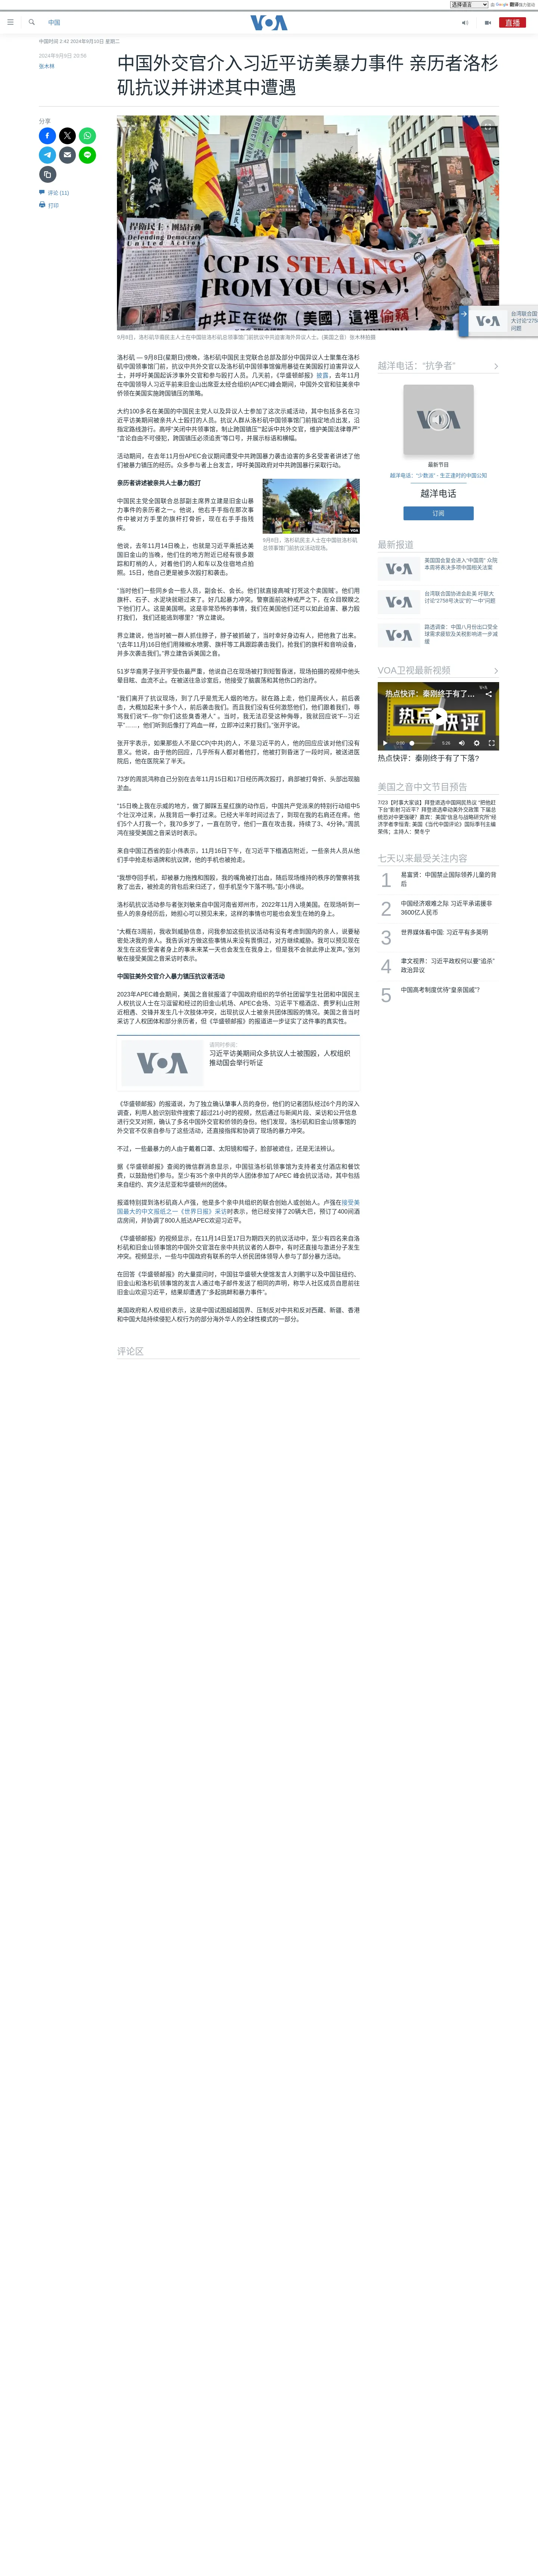 选择语言
由 Google 翻译强力驱动
中国
VOA
直播
中国时间 2:42 2024年9月10日 星期二
2024年9月9日 20:56
张木林
中国外交官介入习近平访美暴力事件 亲历者洛杉
矶抗议并讲述其中遭遇
分享
评论 (11)
打印
捍衛民主、團結行動
Defending Democracy
United Action
CCP IS STEALING
FROM YOU(USA)!
中共正在從你(美國)這裡偷竊
9月8日，洛杉矶华裔民主人士在中国驻洛杉矶总领事馆门前抗议中共迫害海外异议人士。(美国之音）张木林拍摄
台湾联合国
大讨论“2758
问题
洛杉矶 — 9月8日(星期日)傍晚，洛杉矶中国民主党联合总部及部分中国异议人士聚集在洛杉
矶中国领事馆门前，抗议中共外交官以及洛杉矶中国领事馆雇用暴徒在美国殴打迫害异议人
士，并呼吁美国起诉涉事外交官和参与殴打人员。几天前，《华盛顿邮报》披露，去年11月
在中国领导人习近平前来旧金山出席亚太经合组织(APEC)峰会期间，中国外交官和驻美亲中
侨领在美国实施跨国镇压的策略。
大约100多名在美国的中国民主党人以及异议人士参加了这次示威活动，其中包括多名在习
近平访美期间被亲共人士殴打的人员。抗议人群从洛杉矶中国领事馆前的指定地点出发，沿
指定路线游行。高呼“关闭中共领事馆，制止跨国镇压”“起诉中共外交官，维护美国法律尊严”
“言论自由不可侵犯，跨国镇压必须追责”等口号，并展示标语和横幅。
活动期间，在去年11月份APEC会议期间遭受中共跨国暴力袭击迫害的多名受害者讲述了他
们被暴力镇压的经历。众多参与者上台发言，呼吁美国政府对中共跨国暴行采取行动。
亲历者讲述被亲共人士暴力殴打
中国民主党全国联合总部副主席界立建是旧金山暴
力事件的亲历者之一。他说，他右手手指在那次事
件中被对方手里的旗杆打骨折，现在右手手指残
疾。
9月8日，洛杉矶民主人士在中国驻洛杉矶
总领事馆门前抗议活动现场。
他说，去年11月14日晚上，也就是习近平乘抵达美
国旧金山的当晚，他们住的地方附近已经有很多跟
踪和盯梢的人，对着他们的人和车以及住宿地点拍
照。15日，他自己更是被多次殴打和袭击。
“当时他们一些同乡会一些人员，副会长、会长。他们就直接高喊‘打死这个卖国贼’，他们用
旗杆、石子、水泥块就砸过来了。好几起暴力冲突。警察面前这种威严之下，在众目睽睽之
下他们打人。这是美国啊。这是非常恐怖的事情，我们在美国他们还可以如此迫害、暴力袭
击我们，我们还能逃到哪里？”界立建说。
界立建说，他当时被一群人抓住脖子，脖子被抓破了，当时幸好身边有人，把他救了出来。
“(去年11月)16日他们用辣椒水喷雾、旗杆等工具跟踪袭击我们，有的人直接带着烟雾枪，
并多次袭击我们。”界立建告诉美国之音。
51岁华裔男子张开宇受伤最严重，他说自己在现场被打到短暂昏迷，现场拍摄的视频中他头
晕目眩、血流不止。在被送往急诊室后，他接受了脑震荡和其他伤口的治疗。
“我们离开了抗议现场，到了几乎是荒无人烟的地方。就在路上走，他们是疯狂的人，前后袭
击，大概加起来十多个人，前后袭击我们。而且我们没有任何激怒他们，他们跟着我们，辱
骂我们说“F---你”“你们这些臭香港人” 。当时，我无法忍受这种侮辱，我就回应说“f---习近
平”……，他们听到后像打了鸡血一样，立即冲过来打我们。”张开宇说。
张开宇表示，如果那些人不是CCP(中共)的人，不是习近平的人，他的回应应该对他们没有
意义。他说，由于他的回应，几乎所有人都对着他打，他被打到昏迷了一段时间，被送进医
院后，他在医院呆了半天。
73岁的周凯鸿称自己分别在去年11月15日和17日经历两次殴打，肩部被打骨折、头部出现脑
淤血。
“15日晚上我在示威的地方，做了脚踩五星红旗的动作后，中国共产党派来的特别行动组中5
个壮汉冲过来，从我背后一拳打过来。已经大半年时间过去了，到现在我的肩右还在疼。他
们5个人打我一个，我70多岁了，一直在防守，他们一直在攻击我，持续了3、4分钟。”周凯
鸿在接受美国之音采访时表示。
来自中国江西省的彭小伟表示，11月16日下午，在习近平下榻酒店附近，一些亲共人员从他
们手中抢走标语牌和抗议牌，他的手机也被抢走。
“我想夺回手机，却被暴力拖拽和围殴，我的嘴角被打出血，随后现场维持的秩序的警察将我
救了出去，被抢走的背包后来归还了，但手机至今下落不明。”彭小伟说。
洛杉矶抗议活动参与者张刘敏来自中国河南省郑州市，2022年11月入境美国。在现场听到一
些人的亲身经历后，她担心可以预见未来，这样的事情也可能也会发生在她的身上。
“大概在3周前，我收到威胁信息，问我参加这些抗议活动有没有考虑到国内的亲人，说要秘
密处决我的亲人。我告诉对方做这些事情从来没有畏惧过，对方继续威胁。我可以预见现在
发生在这些受害者身上的暴力的事未来某一天也会发生在我身上，但是我不会就此停止发声。”张刘
敏在接受美国之音采访时表示。
中国驻美外交官介入暴力镇压抗议者活动
2023年APEC峰会期间，美国之音就报道了中国政府组织的华侨社团留学生社团和中国民主
人权抗议人士在习逗留和经过的旧金山机场、APEC会场、习近平下榻酒店、费罗利山庄附
近相遇、交锋并发生几十次肢体冲突，出现抗议人士被亲共团体围殴的情况。美国之音当时
采访了人权团体和部分亲历者，但《华盛顿邮报》的报道进一步证实了这个事件的真实性。
请同时参阅:
习近平访美期间众多抗议人士被围殴，人权组织
推动国会举行听证
《华盛顿邮报》的报道说，为了独立确认肇事人员的身份，他们的记者团队经过6个月的深入
调查，利用人脸识别软件搜索了超过21小时的视频，然后通过与新闻片段、采访和公开信息
进行交叉对照，确认了多名中国外交官和侨领的身份。他们发现，洛杉矶和旧金山领事馆的
外交官不仅亲自参与了这些活动，还直接指挥和协调了现场的暴力冲突。
不过，一些最暴力的人由于戴着口罩、太阳镜和帽子，脸部被遮住，还是无法辨认。
据《华盛顿邮报》查阅的微信群消息显示，中国驻洛杉矶领事馆为支持者支付酒店和餐饮
费，以鼓励他们参与。至少有35个亲中共的华人团体参加了APEC 峰会抗议活动，其中包括
来自纽约、宾夕法尼亚和华盛顿州的团体。
报道特别提到洛杉矶商人卢强，他是多个亲中共组织的联合创始人或创始人。卢强在接受美
国最大的中文报纸之一《世界日报》采访时表示，他已经安排了20辆大巴，预订了400间酒
店房间，并协调了800人抵达APEC欢迎习近平。
《华盛顿邮报》的视频显示，在11月14日至17日为期四天的抗议活动中，至少有四名来自洛
杉矶和旧金山领事馆的中国外交官混在亲中共抗议者的人群中，有时还直接与激进分子发生
冲突。视频显示，一些与中国政府有联系的华人侨民团体领导人参与了部分暴力活动。
在回答《华盛顿邮报》的大量提问时，中国驻华盛顿大使馆发言人刘鹏宇以及中国驻纽约、
旧金山和洛杉矶领事馆的发言人通过电子邮件发送了相同的声明，称华人社区成员自愿前往
旧金山欢迎习近平，结果却遭遇了“多起挑衅和暴力事件”。
美国政府和人权组织表示，这是中国试图超越国界、压制反对中共和反对西藏、新疆、香港
和中国大陆持续侵犯人权行为的部分海外华人的全球性模式的一部分。
评论区
越洋电话：“抗争者”
最新节目
越洋电话：“少数派” - 生正逢时的中国公知
越洋电话
订阅
最新报道
美国国会复会进入“中国周” 众院
本周将表决多项中国相关法案
台湾联合国协进会赴美 吁联大
讨论“2758号决议”的“一中”问题
路透调查：中国八月份出口受全
球需求疲软及关税影响进一步减
缓
VOA卫视最新视频
热点快评：秦刚终于有了...
热点快评
0:00
5:25
热点快评：秦刚终于有了下落?
美国之音中文节目预告
7/23【时事大家谈】拜登退选中国网民热议 “把他赶
下台”影射习近平？拜登退选牵动美外交政策 下届总
统恐对中更强硬？嘉宾：美国“信息与战略研究所”经
济学者李恒青; 美国《当代中国评论》国际季刊主编
荣伟；主持人：樊冬宁
七天以来最受关注内容
1 易富贤：中国禁止国际领养儿童的背
后
2 中国经济艰难之际 习近平承诺援非
3600亿人民币
3 世界媒体看中国: 习近平有多英明
4 聿文视界：习近平政权何以要“追杀”
政治异议
5 中国高考制度优待“皇亲国戚”?